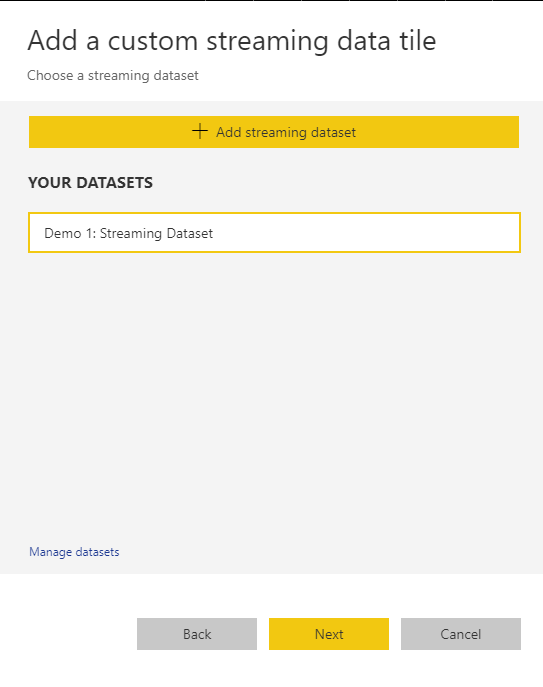 Add a custom streaming data tile
Choose a streaming dataset
Add streaming dataset
YOUR DATASETS
Demo 1: Streaming Dataset
Manage datasets
Back
Next
Cancel